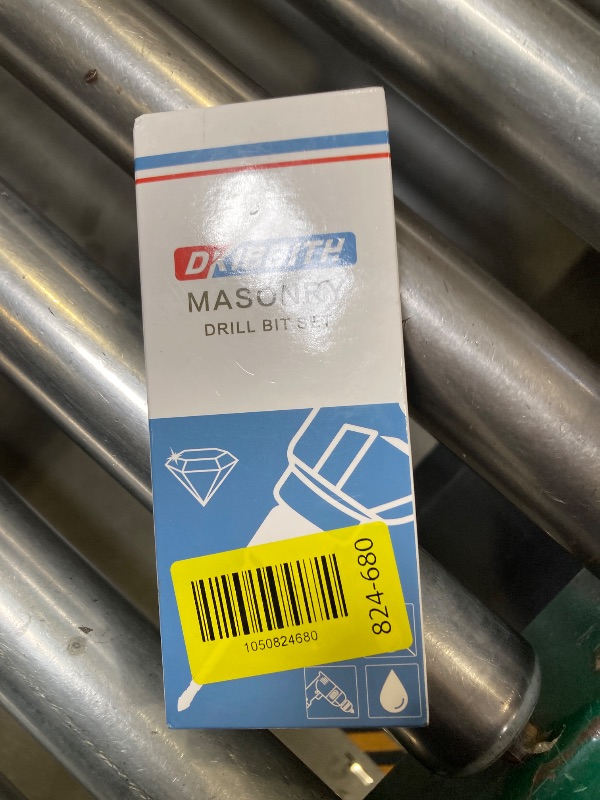 MASONRY
DRILL BIT SET
824-680
1050824680